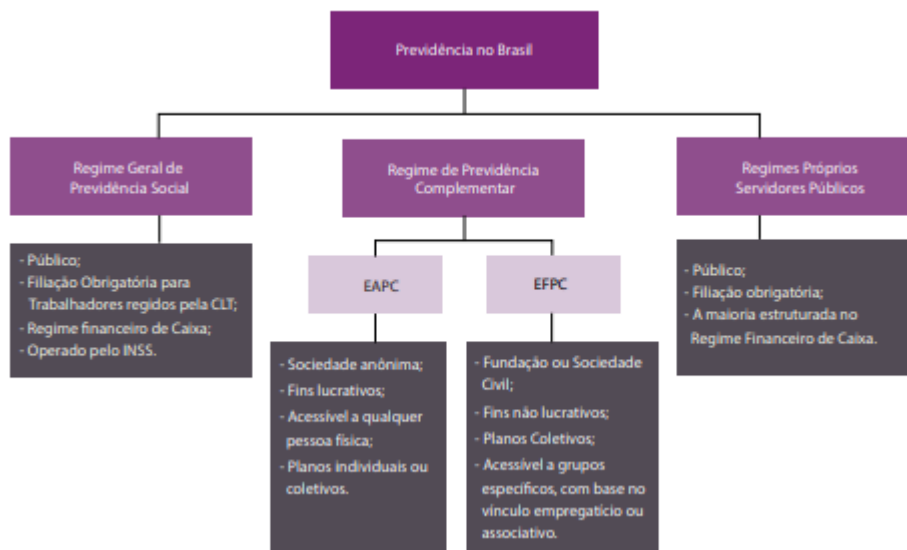 Previdência no Brasil
Regime Geral de
Previdência Social
Regime de Previdência
Complementar
Regimes Próprios
Servidores Públicos
- Público;
- Filiação Obrigatória para
Trabalhadores regidos pela CLT;
- Regime financeiro de Caixa;
- Operado pelo INSS.
EAPC
EFPC
- Público;
- Filiação obrigatória;
- A maioria estruturada no
Regime Financeiro de Caixa.
- Sociedade anônima;
- Fins lucrativos;
- Acessível a qualquer
pessoa física;
- Planos individuais ou
coletivos.
- Fundação ou Sociedade
Civil;
- Fins não lucrativos;
- Planos Coletivos;
- Acessível a grupos
específicos, com base no
vínculo empregatício ou
associativo.